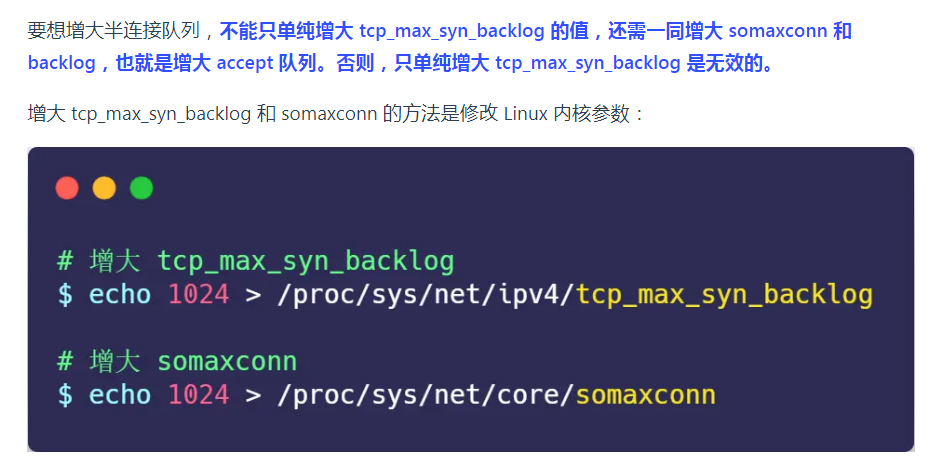 要想增大半连接队列，不能只单纯增大 tcp_max_syn_backlog 的值，还需一同增大 somaxconn 和
backlog，也就是增大 accept 队列。否则，只单纯增大 tcp_max_syn_backlog 是无效的。
增大 tcp_max_syn_backlog 和 somaxconn 的方法是修改 Linux 内核参数：
# 增大 tcp_max_syn_backlog
$ echo 1024 > /proc/sys/net/ipv4/tcp_max_syn_backlog
# 增大 somaxconn
$ echo 1024 > /proc/sys/net/core/somaxconn